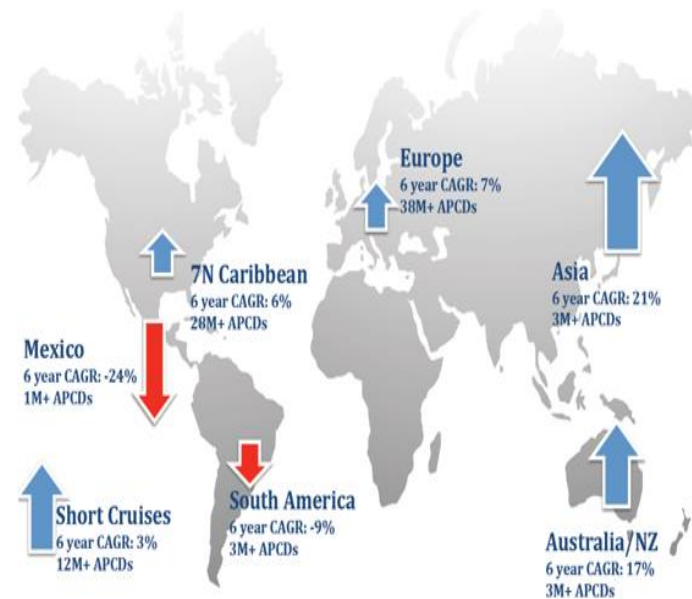 Europe
6 year CAGR: 7%
38M+ APCDs
7N Caribbean
6 year CAGR: 6%
28M+ APCDs
Asia
6 year CAGR: 21%
3M+ APCDs
Mexico
6 year CAGR: -24%
1M+ APCDs
South America
6 year CAGR: -9%
3M+ APCDs
Short Cruises
6 year CAGR: 3%
12M+ APCDs
Australia/NZ
6 year CAGR: 17%
3M+ APCDs